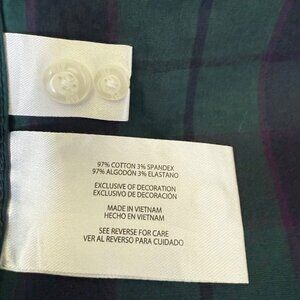 97% COTTON 3% SPANDEX
97% ALGODÓN 3% ELASTANO
EXCLUSIVE OF DECORATION
EXCLUSIVO DE DECORACIÓN
MADE IN VIETNAM
HECHO EN VIETNAM
SEE REVERSE FOR CARE
VER AL REVERSO PARA CUIDADO